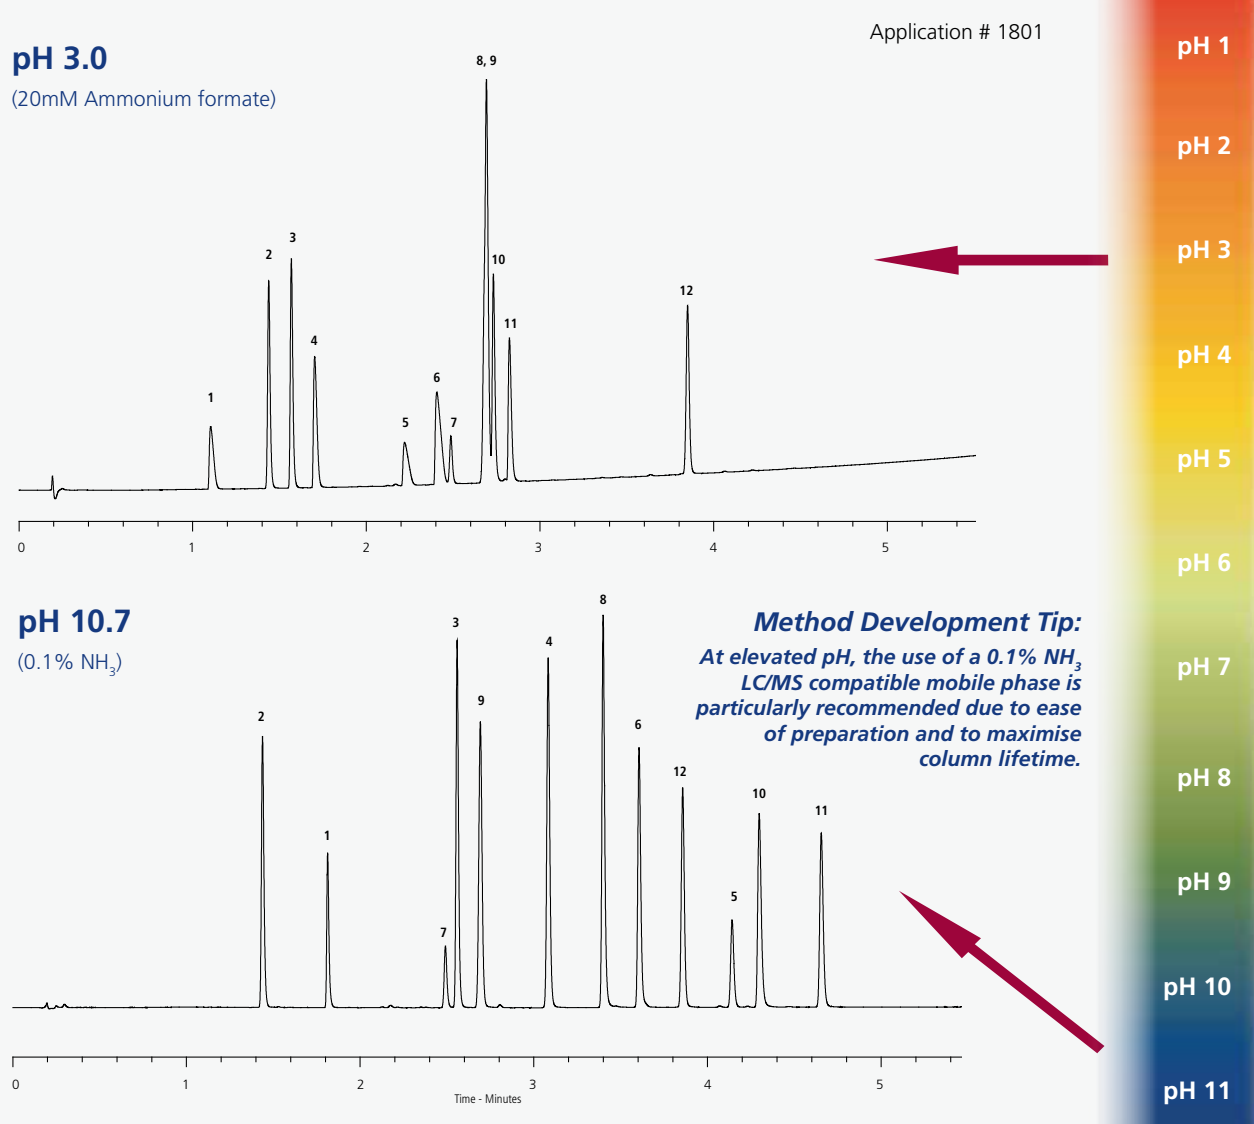 Application # 1801
pH 3.0
(20mM Ammonium formate)
8, 9
3
2
10
12
11
4
6
1
5
7
0 1 2 3 4 5
pH 10.7
(0.1% NH₃)
8
3
4
9
2
6
12
10
11
1
5
7
Time - Minutes
0 1 2 3 4 5
Method Development Tip:
At elevated pH, the use of a 0.1% NH₃
LC/MS compatible mobile phase is
particularly recommended due to ease
of preparation and to maximise
column lifetime.
pH 1
pH 2
pH 3
pH 4
pH 5
pH 6
pH 7
pH 8
pH 9
pH 10
pH 11